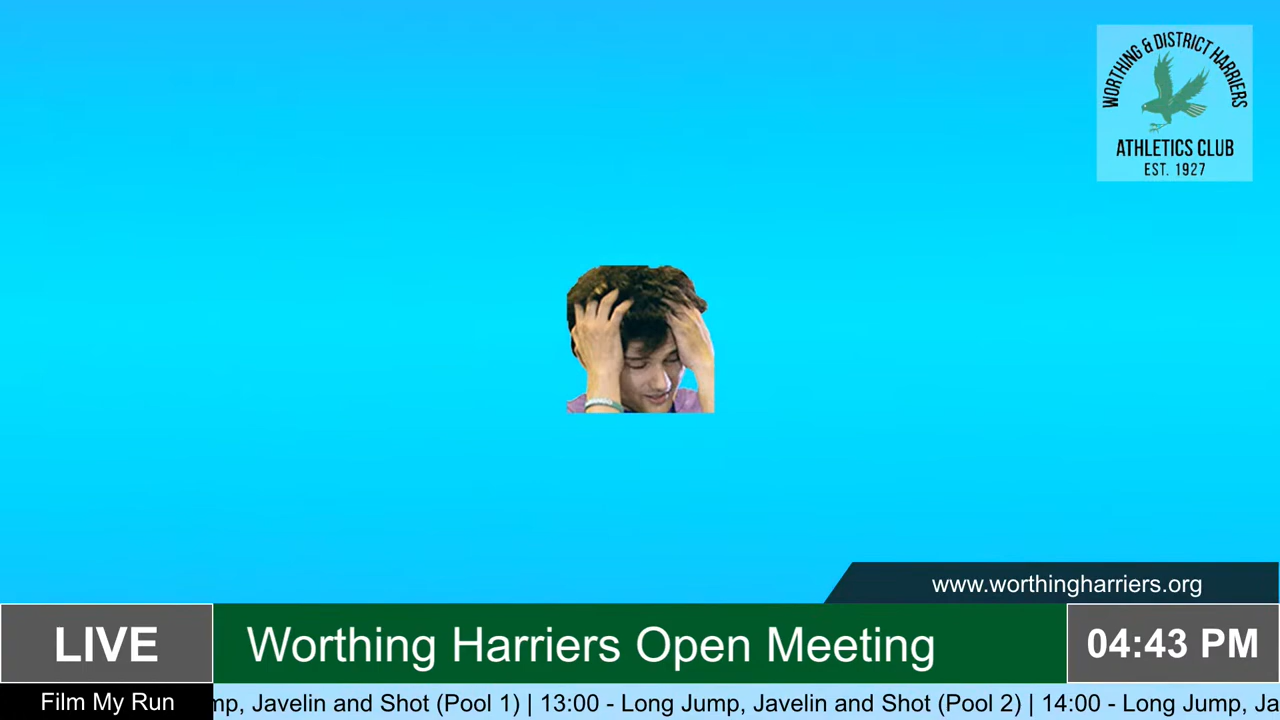 WORTHING & DISTRICT HARRIERS
ATHLETICS CLUB
EST. 1927
www.worthingharriers.org
LIVE
Worthing Harriers Open Meeting
04:43 PM
Film My Run
mp, Javelin and Shot (Pool 1) | 13:00 - Long Jump, Javelin and Shot (Pool 2) | 14:00 - Long Jump, Ja